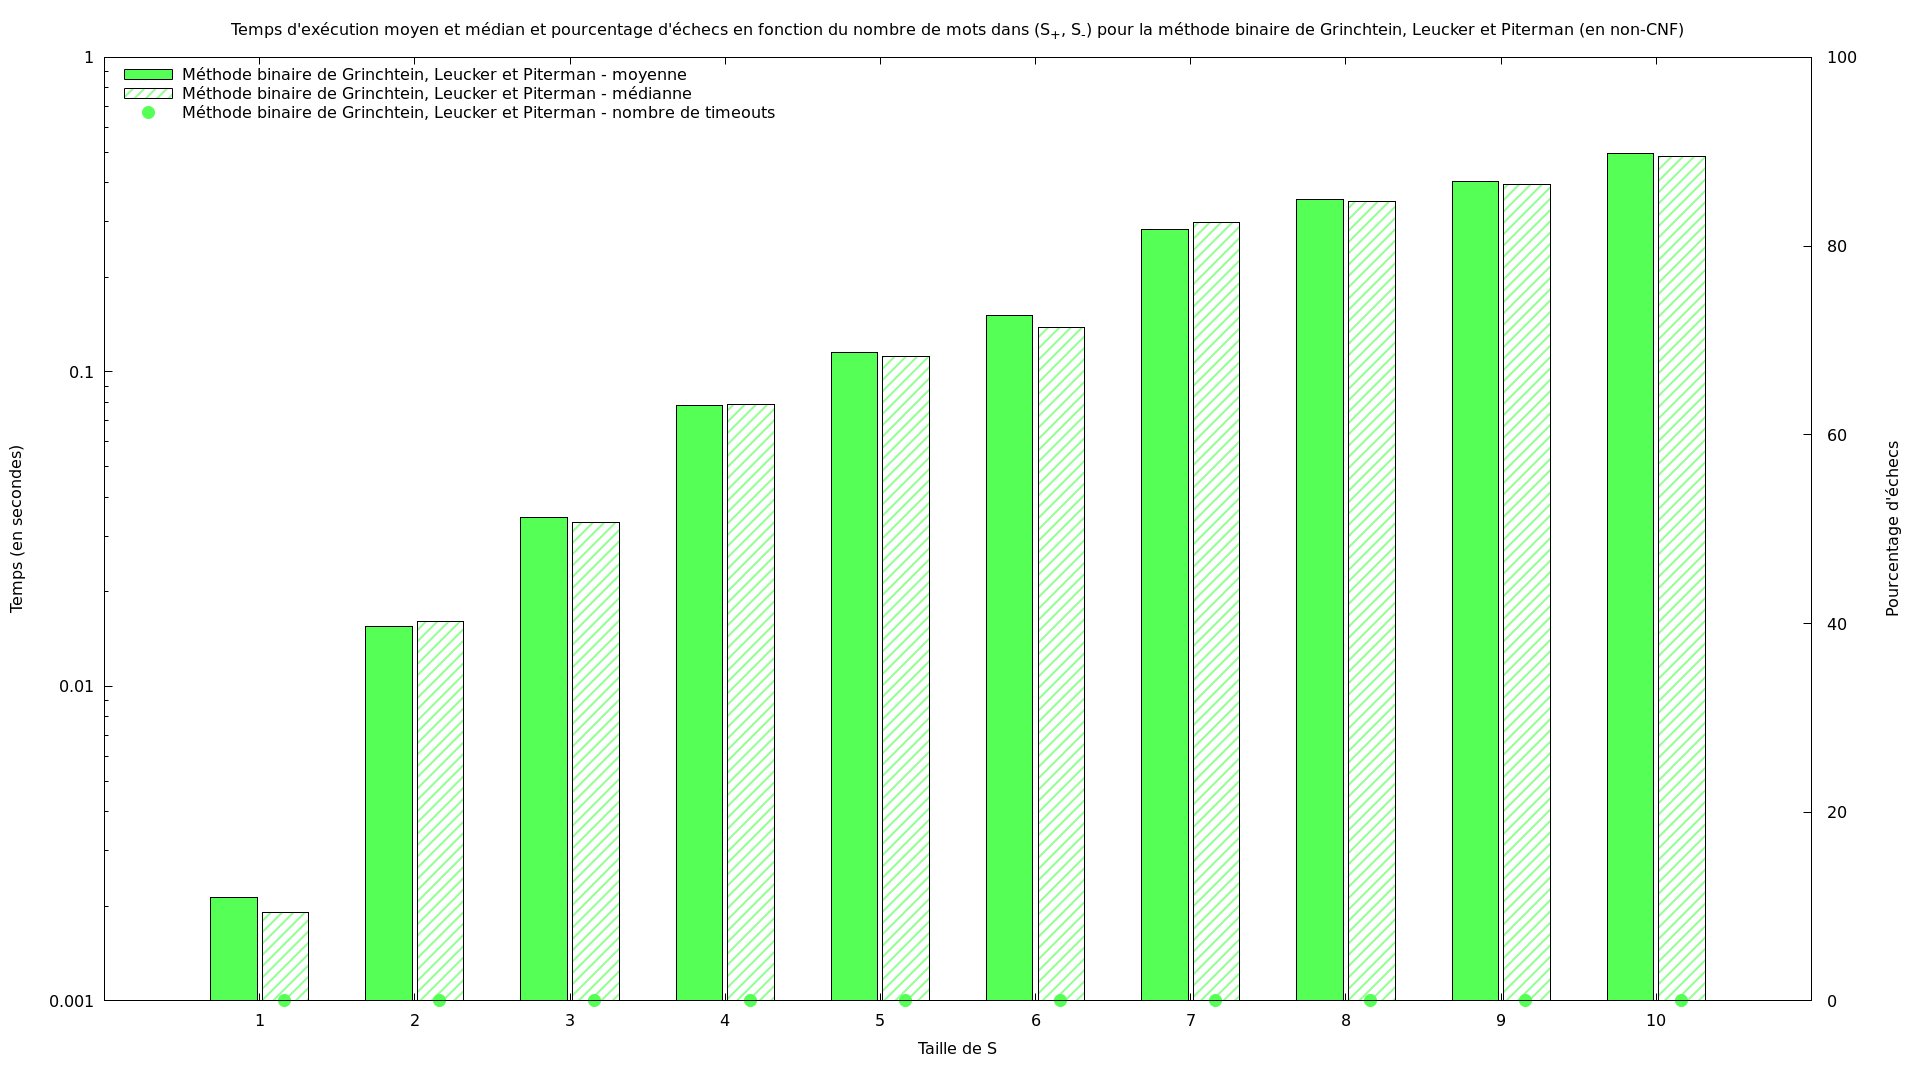 Temps d'exécution moyen et médian et pourcentage d'échecs en fonction du nombre de mots dans (S+, S-) pour la méthode binaire de Grinchtein, Leucker et Piterman (en non-CNF)
Méthode binaire de Grinchtein, Leucker et Piterman - moyenne
Méthode binaire de Grinchtein, Leucker et Piterman - médianne
Méthode binaire de Grinchtein, Leucker et Piterman - nombre de timeouts
Temps (en secondes)
1
0.1
0.01
0.001
100
80
60
40
20
0
Pourcentage d'échecs
1 2 3 4 5 6 7 8 9 10
Taille de S